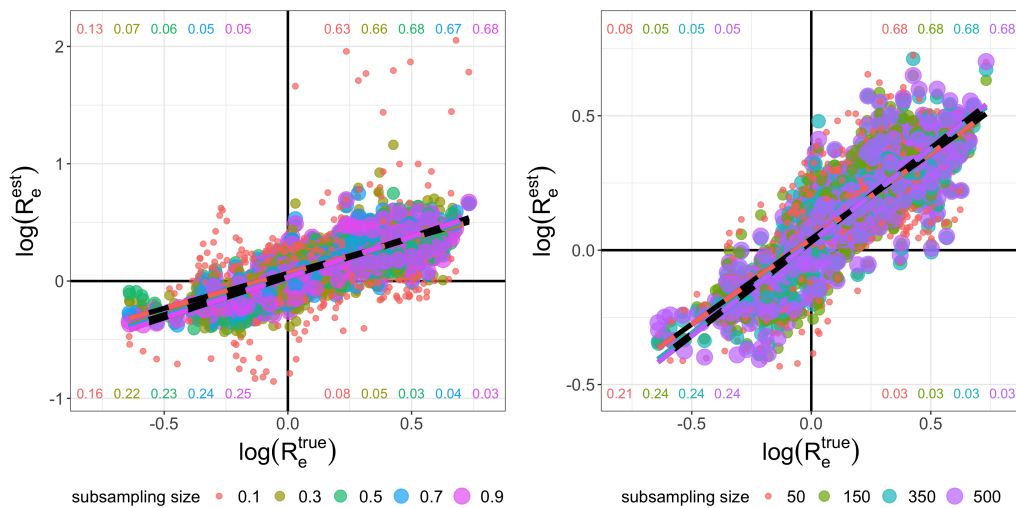 0.13 0.07 0.06 0.05 0.05 0.63 0.66 0.68 0.67 0.68
2
1
0
-1
log(R_e^est)
0.16 0.22 0.23 0.24 0.25 0.08 0.05 0.03 0.04 0.03
-0.5 0.0 0.5
log(R_e^true)
subsampling size 0.1 0.3 0.5 0.7 0.9
0.08 0.05 0.05 0.05 0.68 0.68 0.68 0.68
0.5
0.0
-0.5
log(R_e^est)
0.21 0.24 0.24 0.24 0.03 0.03 0.03 0.03
-0.5 0.0 0.5
log(R_e^true)
subsampling size 50 150 350 500